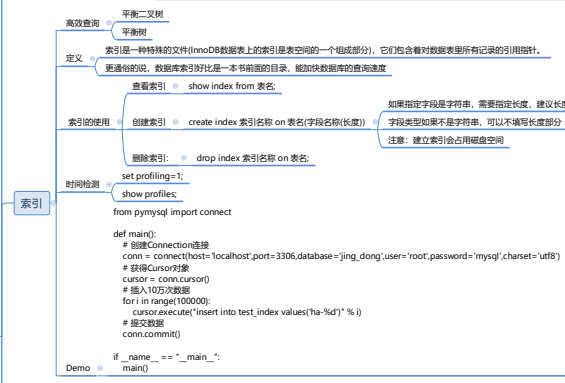 索引
高效查询
平衡二叉树
平衡树
定义
索引是一种特殊的文件(InnoDB数据表上的索引是表空间的一个组成部分)，它们包含着对数据表里所有记录的引用指针。
更通俗的说，数据库索引好比是一本书前面的目录，能加快数据库的查询速度
索引的使用
查看索引
show index from 表名;
创建索引
create index 索引名称 on 表名(字段名称(长度))
如果指定字段是字符串，需要指定长度，建议长度
字段类型如果不是字符串，可以不填写长度部分
注意：建立索引会占用磁盘空间
删除索引:
drop index 索引名称 on 表名;
时间检测
set profiling=1;
show profiles;
Demo
from pymysql import connect
def main():
# 创建Connection连接
conn = connect(host='localhost',port=3306,database='jing_dong',user='root',password='mysql',charset='utf8')
# 获得Cursor对象
cursor = conn.cursor()
# 插入10万次数据
for i in range(100000):
cursor.execute("insert into test_index values('ha-%d')" % i)
# 提交数据
conn.commit()
if __name__ == "__main__":
main()